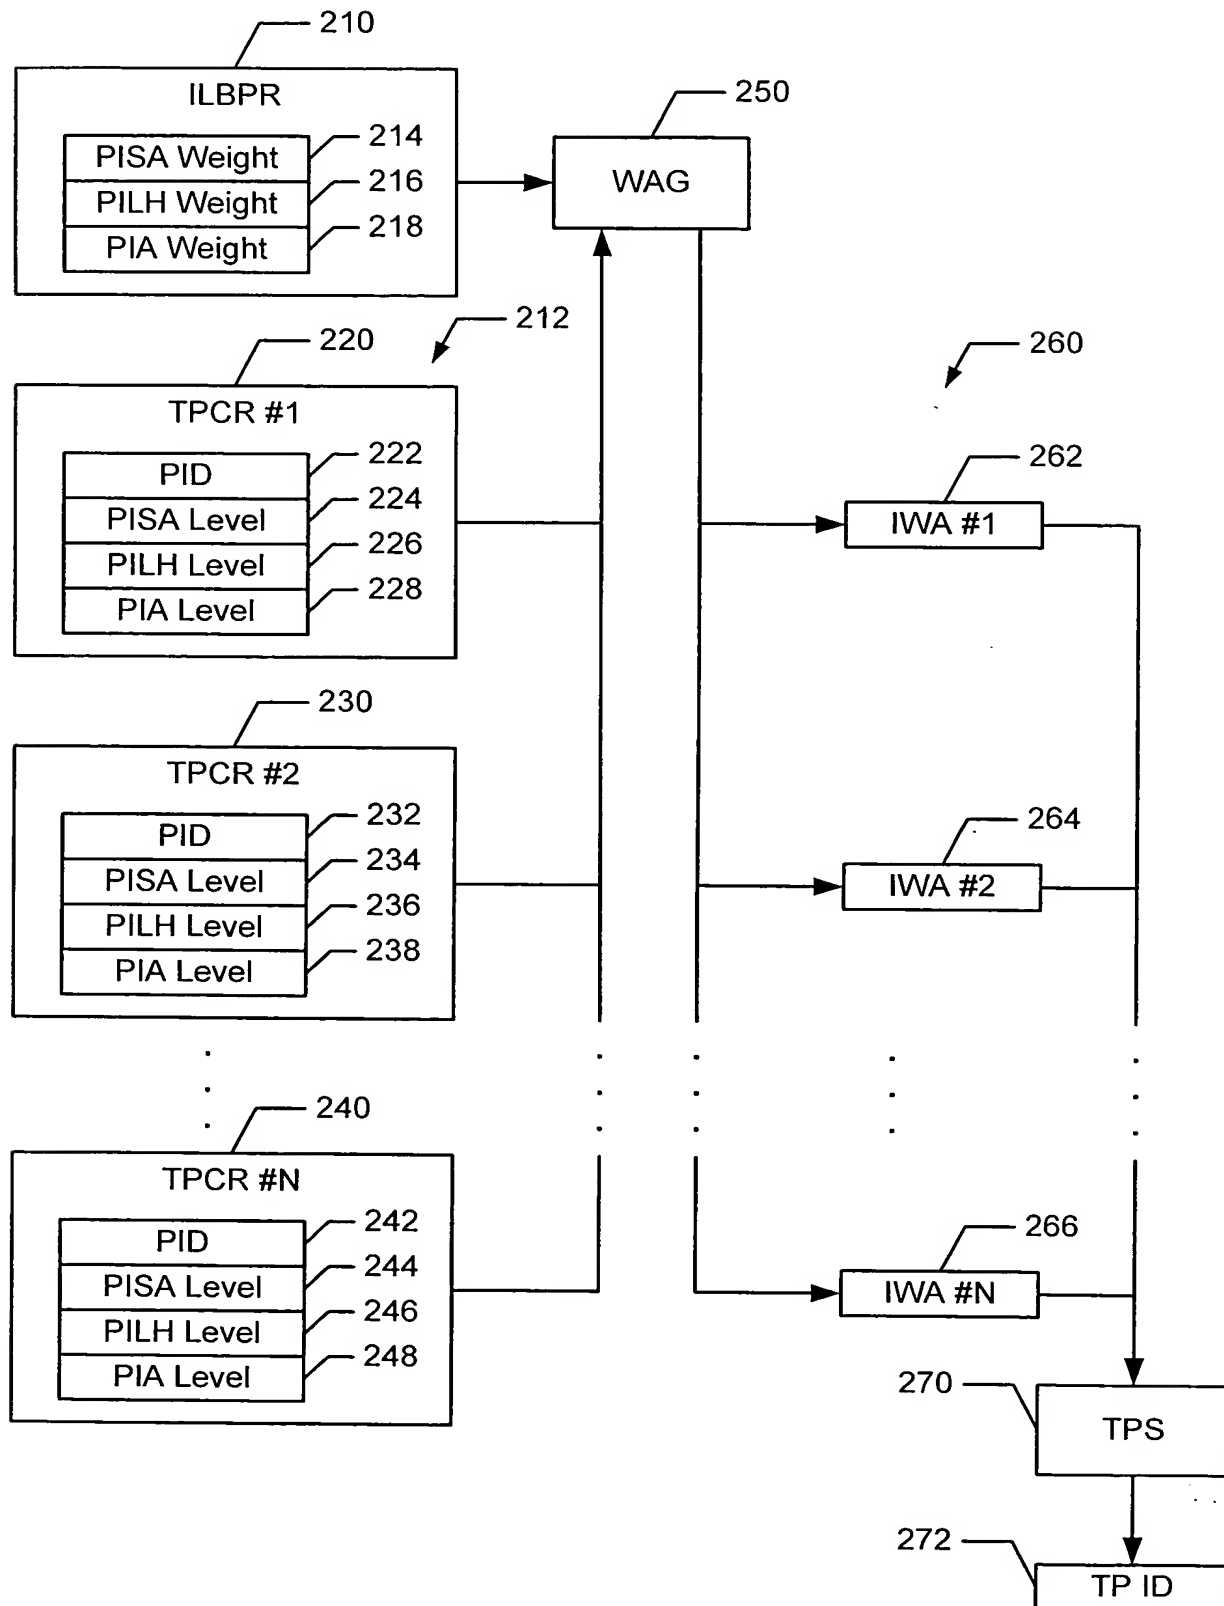 210
ILBPR
PISA Weight
214
PILH Weight
216
PIA Weight
218
250
WAG
212
220
TPCR #1
PID
222
PISA Level
224
PILH Level
226
PIA Level
228
260
262
IWA #1
230
TPCR #2
PID
232
PISA Level
234
PILH Level
236
PIA Level
238
264
IWA #2
240
TPCR #N
PID
242
PISA Level
244
PILH Level
246
PIA Level
248
266
IWA #N
270
TPS
272
TP ID